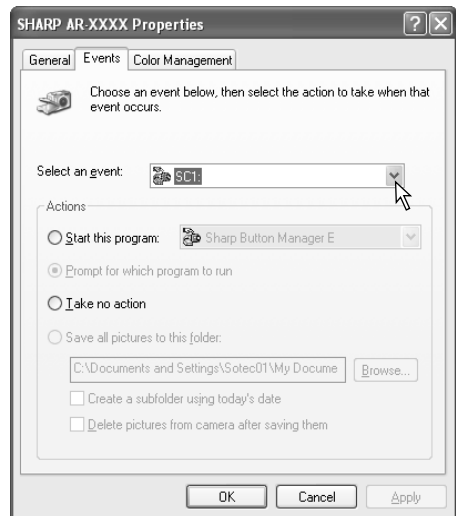 SHARP AR-XXXX Properties
General Events Color Management
Choose an event below, then select the action to take when that
event occurs.
Select an event: SC1:
Actions
Start this program: Sharp Button Manager E
Prompt for which program to run
Take no action
Save all pictures to this folder:
C:\Documents and Settings\Sotec01\My Docume Browse...
Create a subfolder using today's date
Delete pictures from camera after saving them
OK Cancel Apply